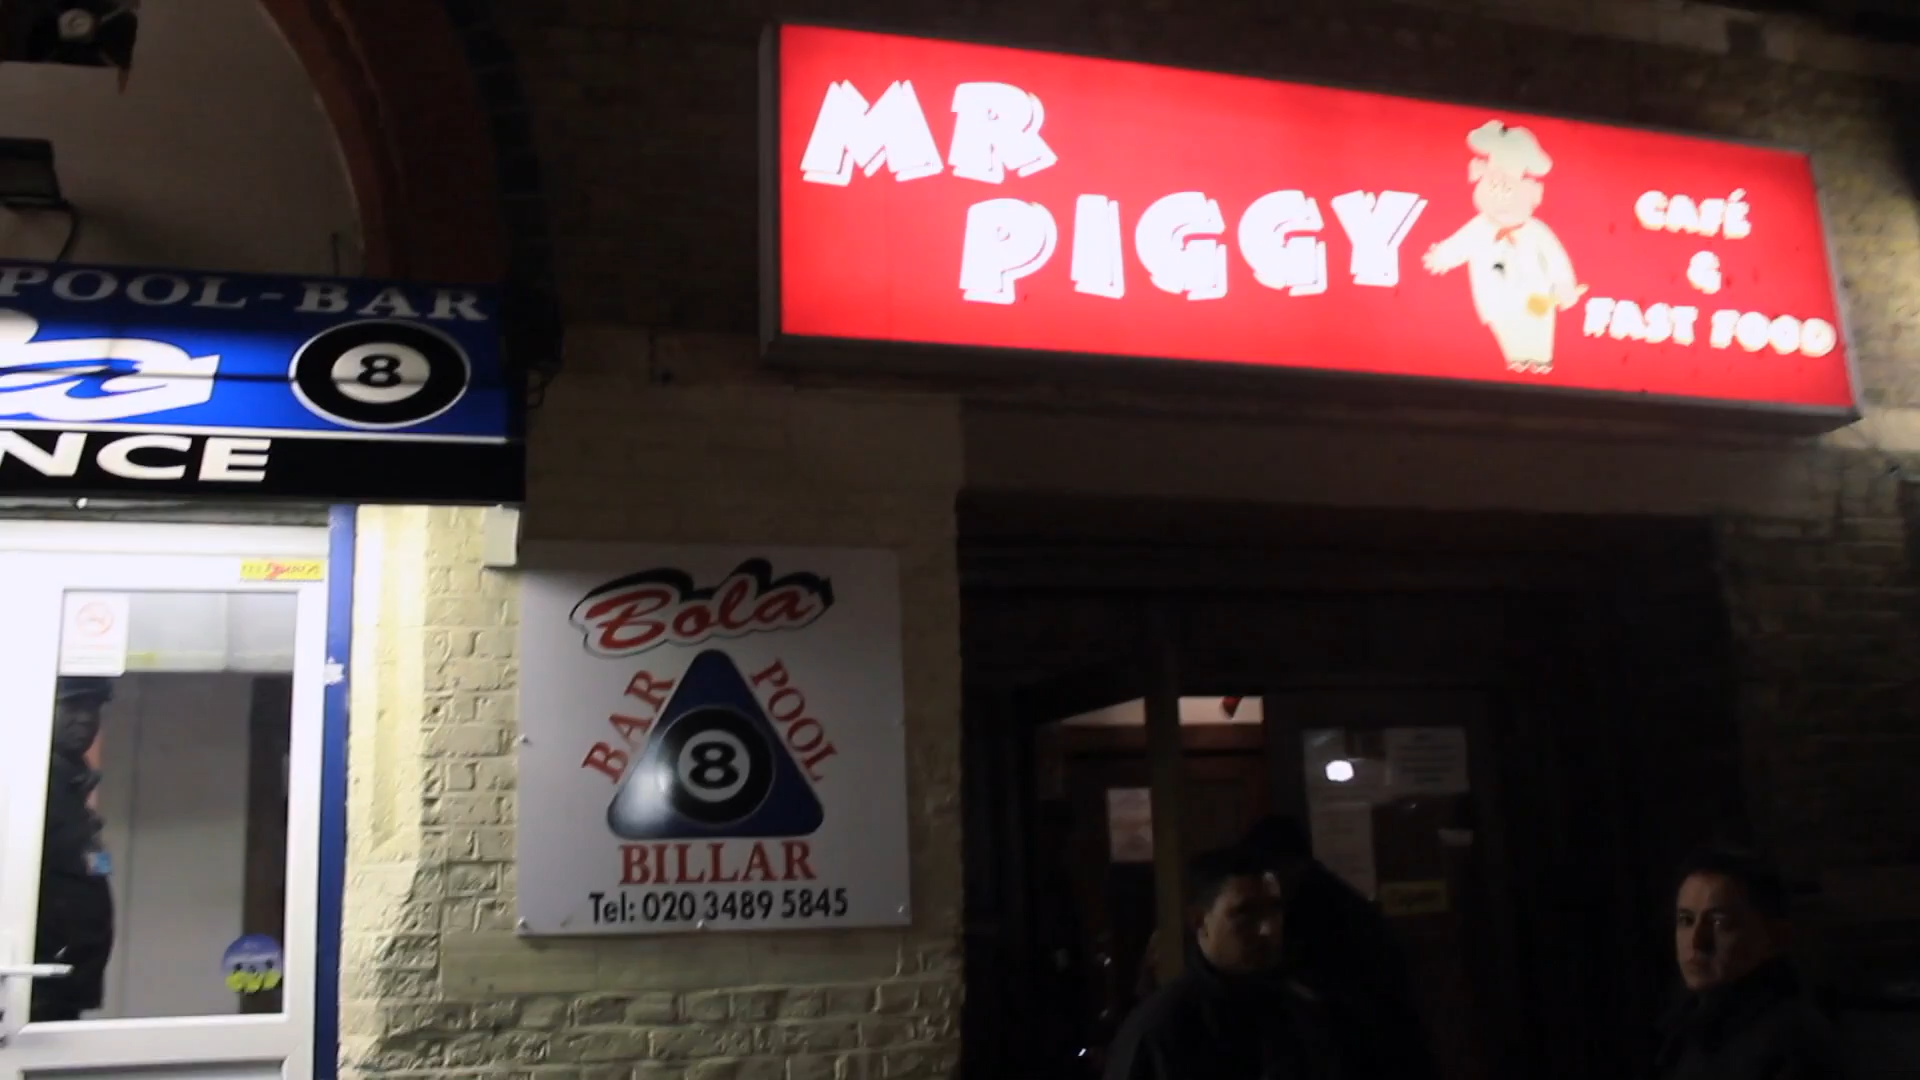 POOL-BAR
8
NCE
MR
PIGGY
CAFÉ
&
FAST FOOD
Bola
BAR
POOL
8
BILLAR
Tel: 020 3489 5845